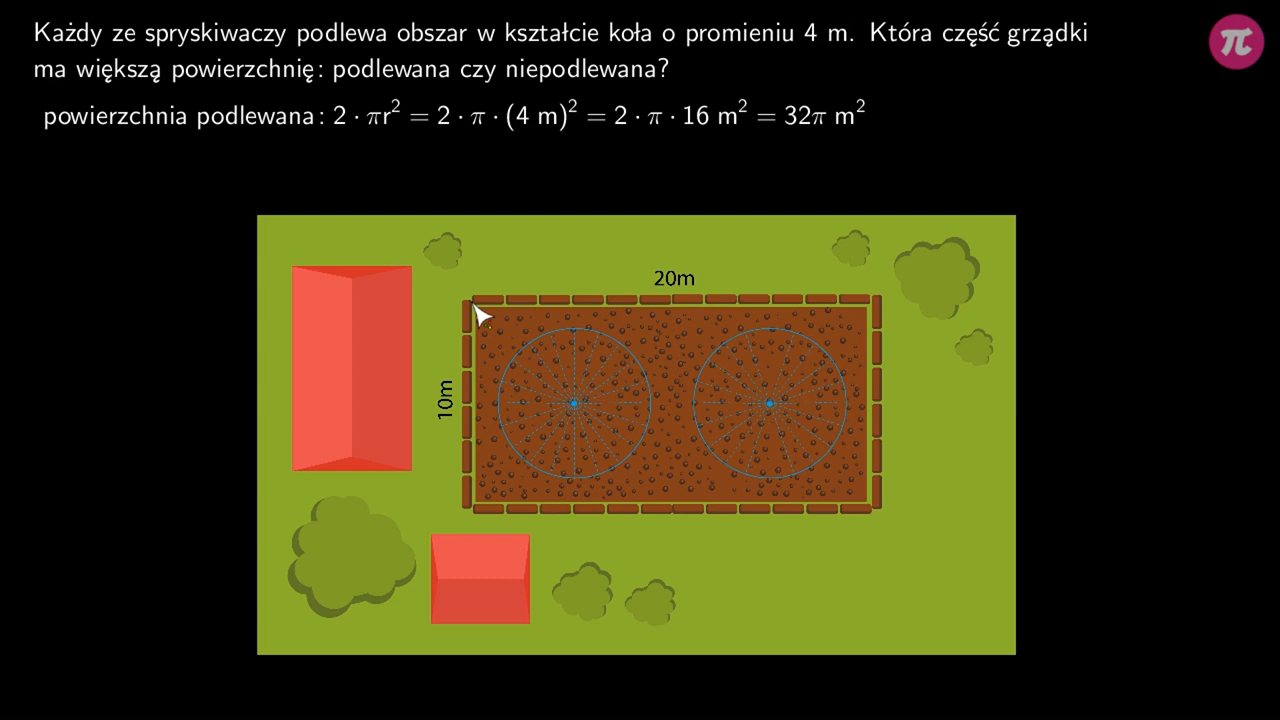 Każdy ze spryskiwaczy podlewa obszar w kształcie koła o promieniu 4 m. Która część grządki
ma większą powierzchnię: podlewana czy niepodlewana?
powierzchnia podlewana: 2 · πr² = 2 · π · (4 m)² = 2 · π · 16 m² = 32π m²
π
20m
10m